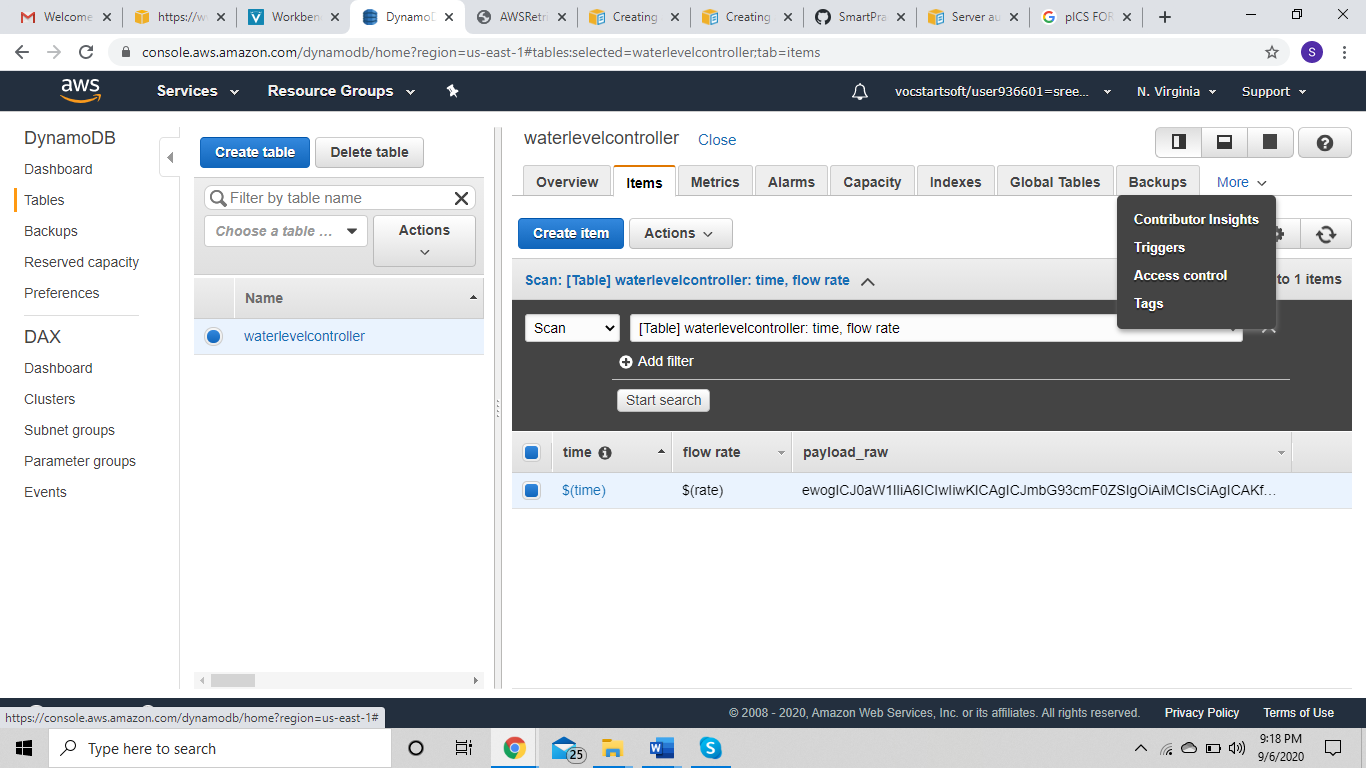 Welcome
https://w
Workben
DynamoD
AWSRetri
Creating
Creating
SmartPra
Server au
pICS FOR
console.aws.amazon.com/dynamodb/home?region=us-east-1#tables:selected=waterlevelcontroller;tab=items
S
aws
Services
Resource Groups
vocstartsoft/user936601=sree...
N. Virginia
Support
DynamoDB
Dashboard
Tables
Backups
Reserved capacity
Preferences
DAX
Dashboard
Clusters
Subnet groups
Parameter groups
Events
Create table
Delete table
Filter by table name
Choose a table ...
Actions
Name
waterlevelcontroller
waterlevelcontroller
Close
Overview
Items
Metrics
Alarms
Capacity
Indexes
Global Tables
Backups
More
Contributor Insights
Triggers
Access control
Tags
Create item
Actions
Scan: [Table] waterlevelcontroller: time, flow rate
to 1 items
Scan
[Table] waterlevelcontroller: time, flow rate
Add filter
Start search
time
flow rate
payload_raw
$(time)
$(rate)
https://console.aws.amazon.com/dynamodb/home?region=us-east-1#
© 2008 - 2020, Amazon Web Services, Inc. or its affiliates. All rights reserved.
Privacy Policy
Terms of Use
Type here to search
25
9:18 PM
9/6/2020